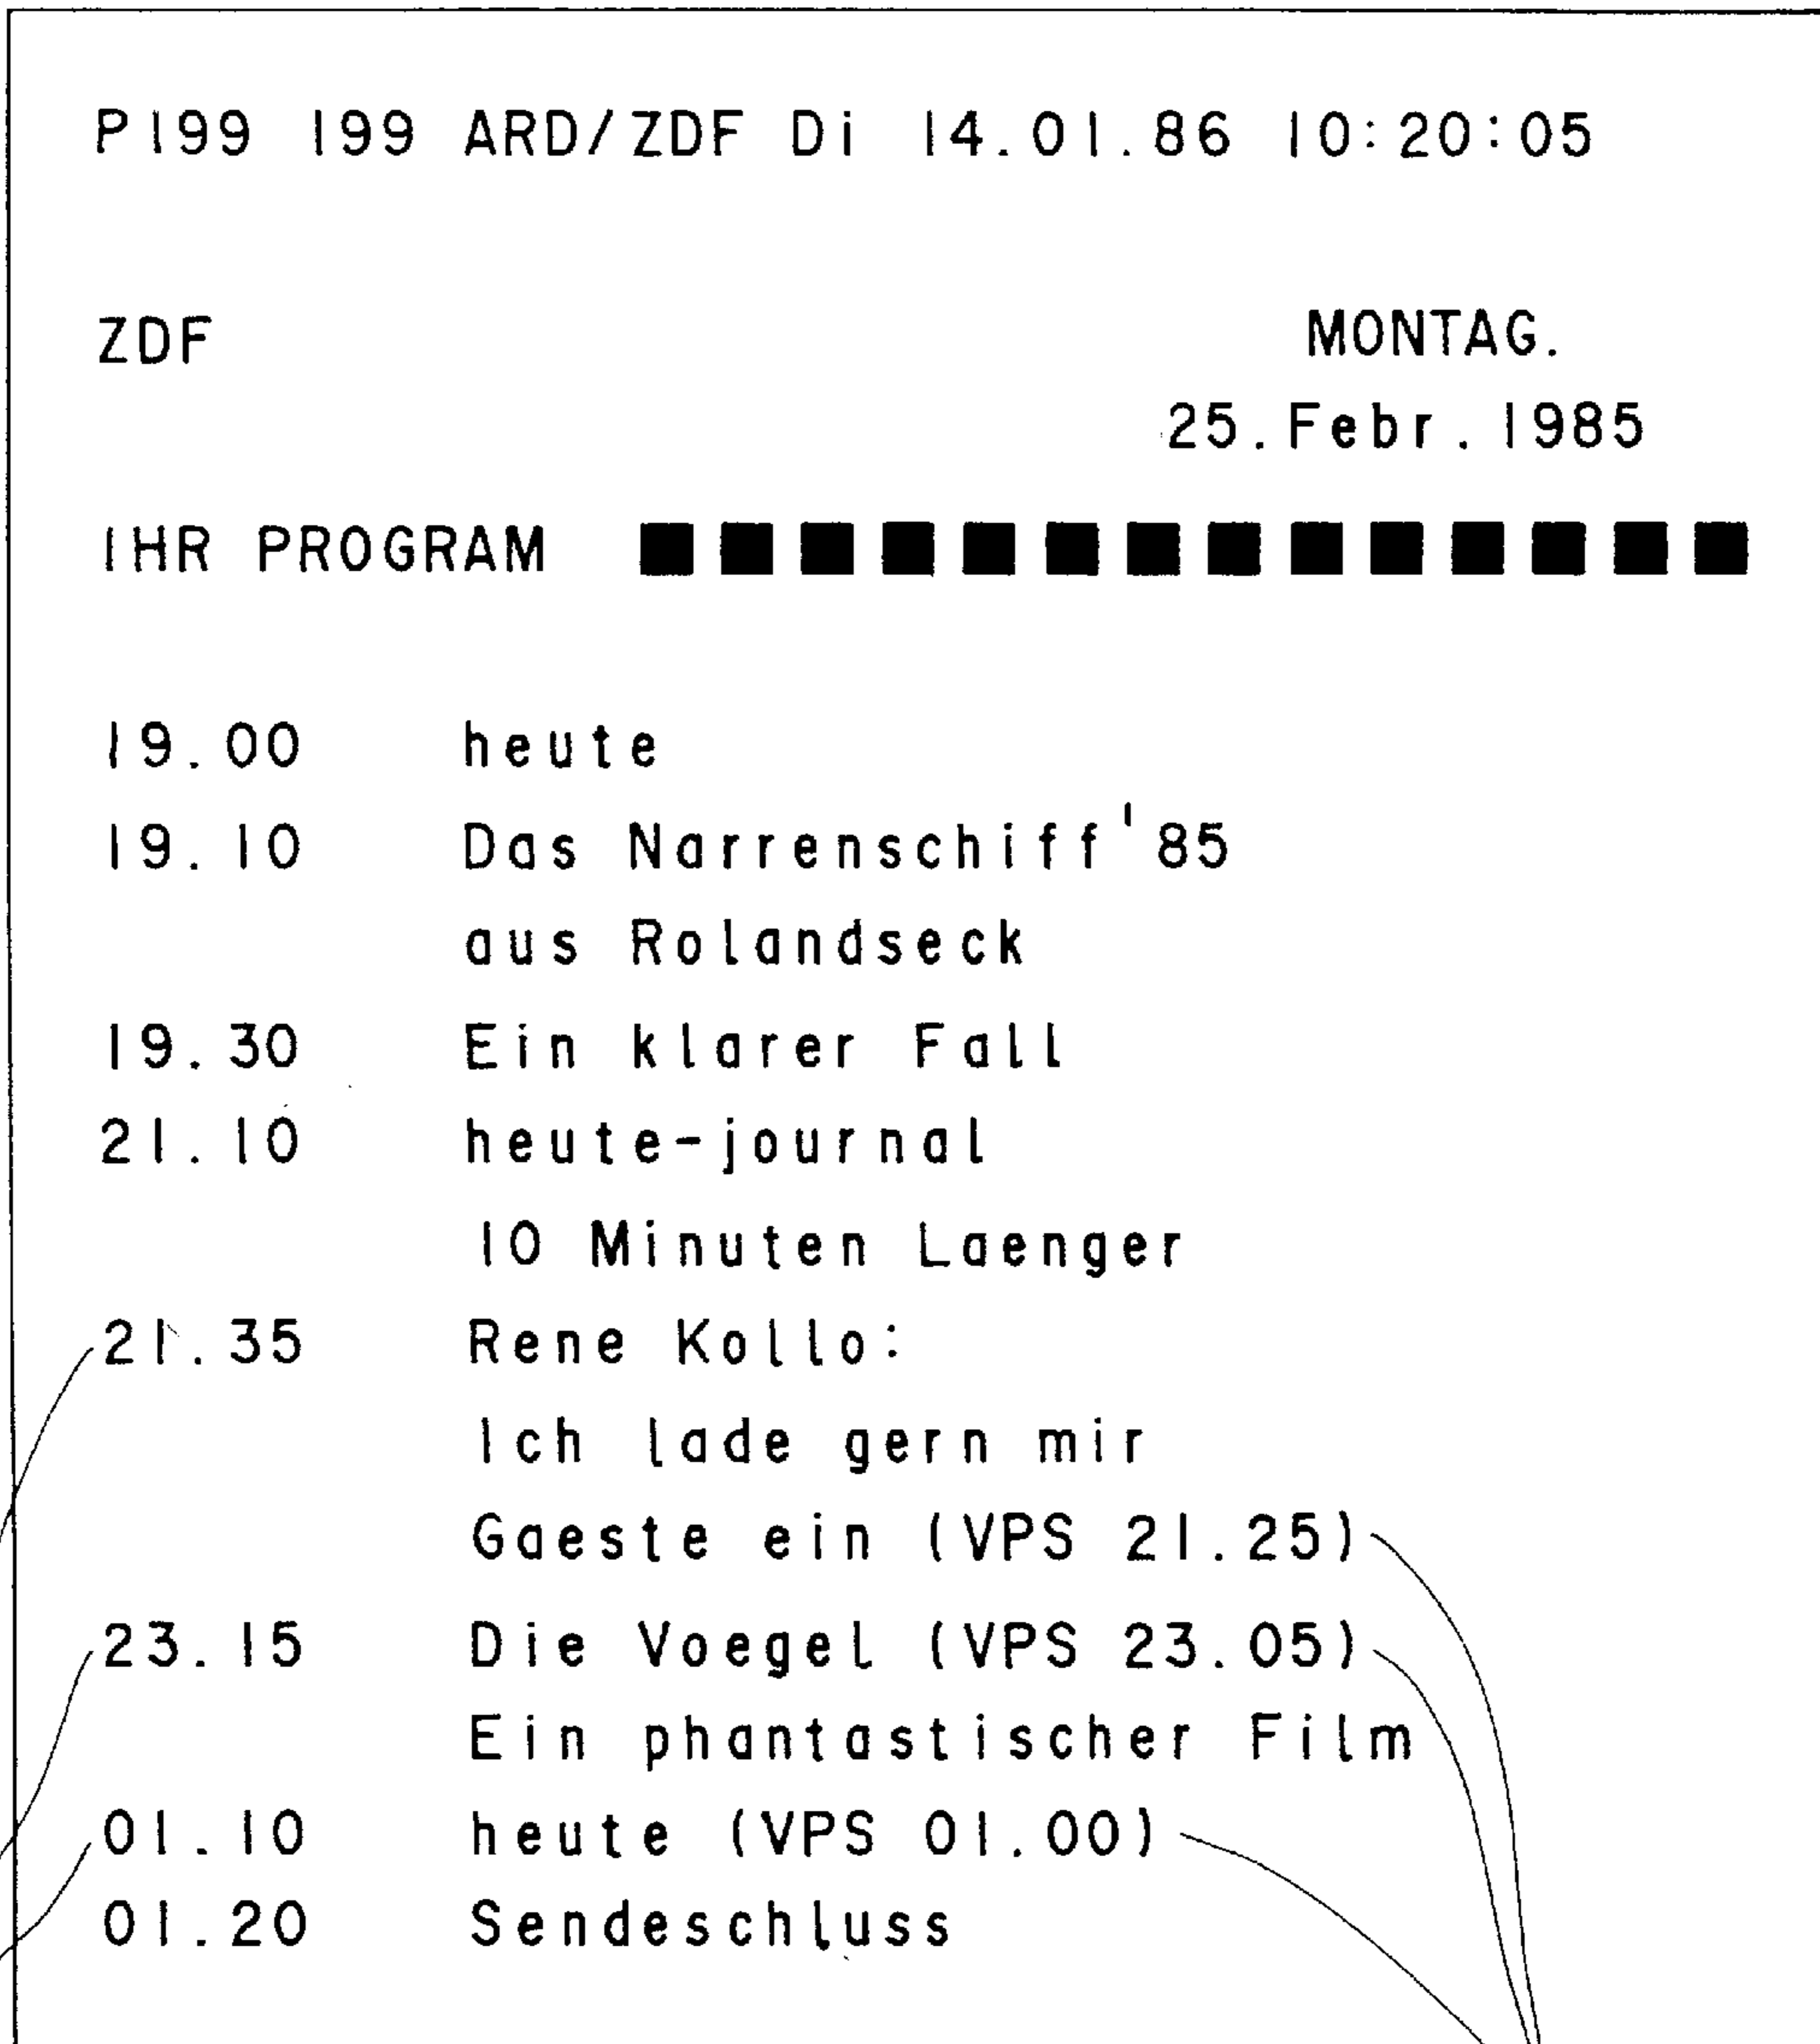 P199 199 ARD/ZDF Di 14.01.86 10:20:05
ZDF MONTAG.
25.Febr.1985
IHR PROGRAM
19.00 heute
19.10 Das Narrenschiff'85
aus Rolandseck
19.30 Ein klarer Fall
21.10 heute-journal
10 Minuten Laenger
21.35 Rene Kollo:
Ich lade gern mir
Gaeste ein (VPS 21.25)
23.15 Die Voegel (VPS 23.05)
Ein phantastischer Film
01.10 heute (VPS 01.00)
01.20 Sendeschluss